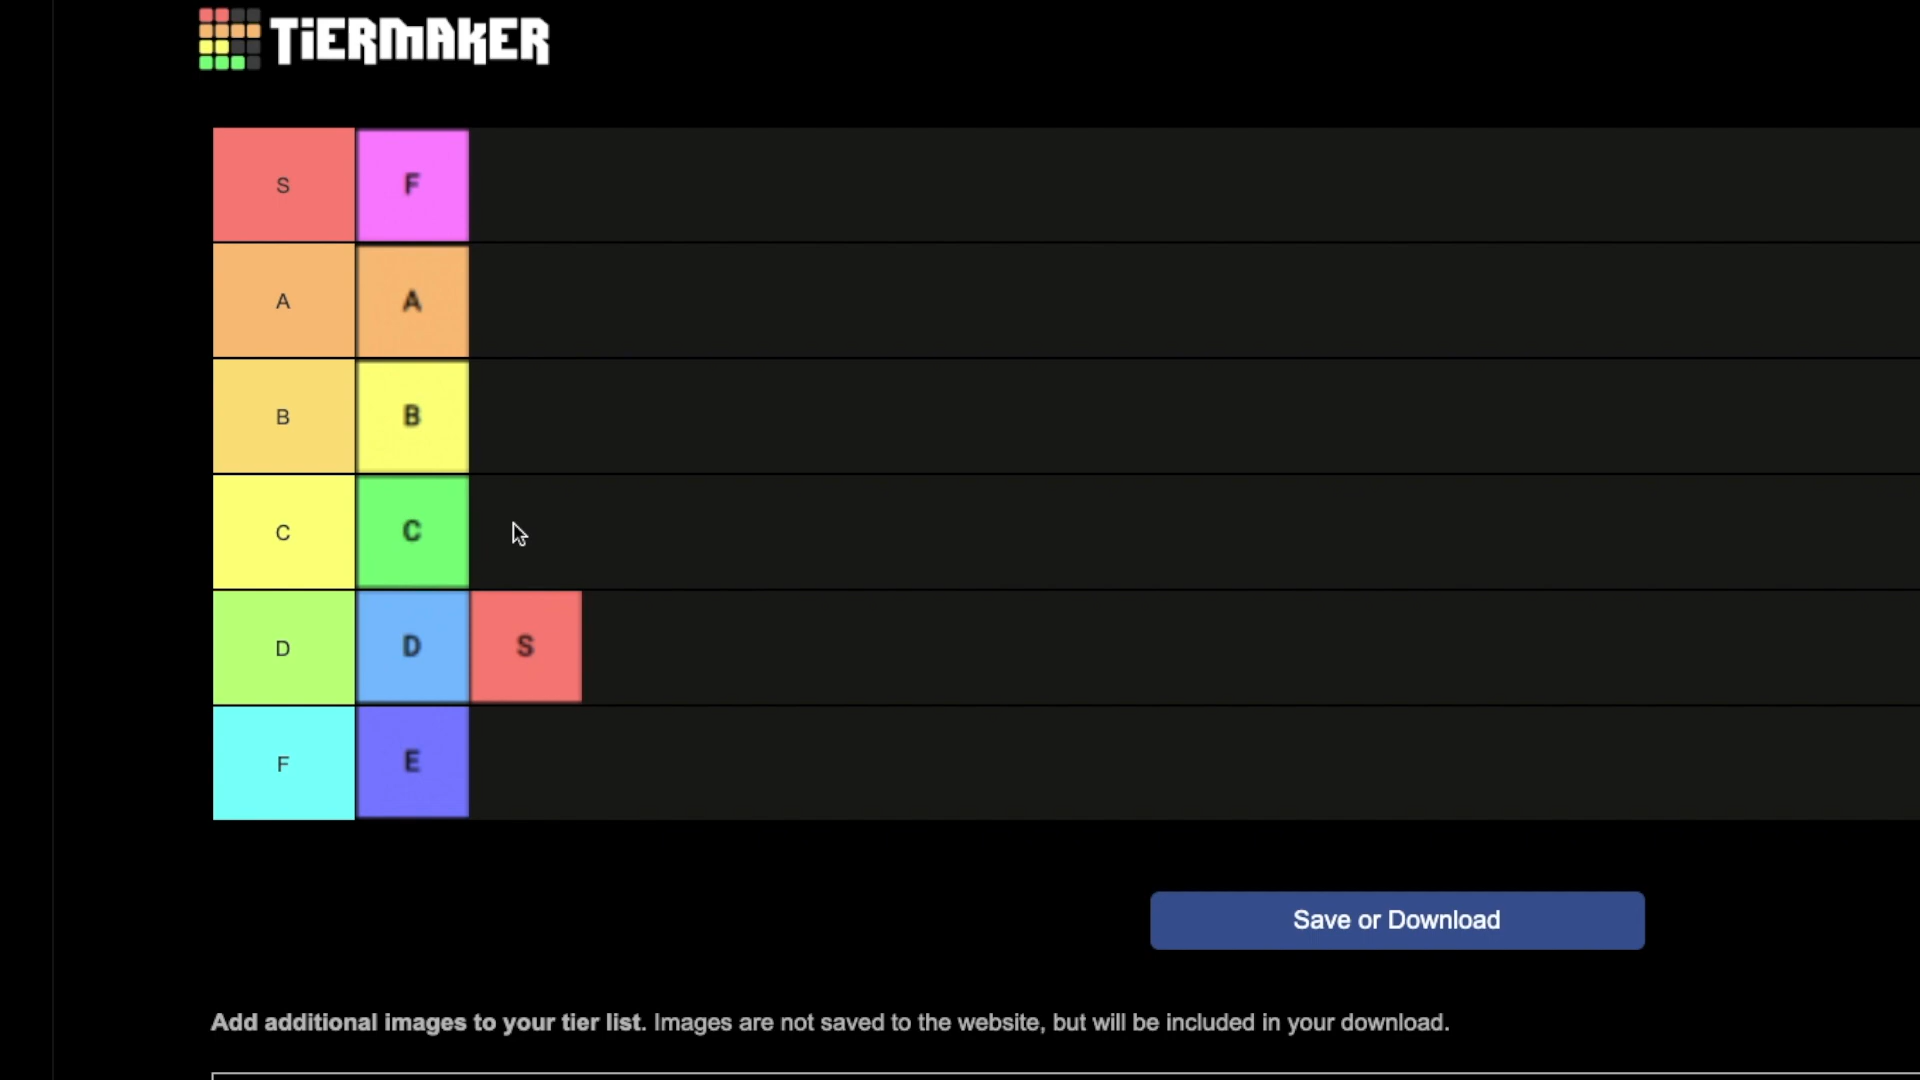 TiERMAKER
S F
A A
B B
C C
D D S
F E
Save or Download
Add additional images to your tier list. Images are not saved to the website, but will be included in your download.